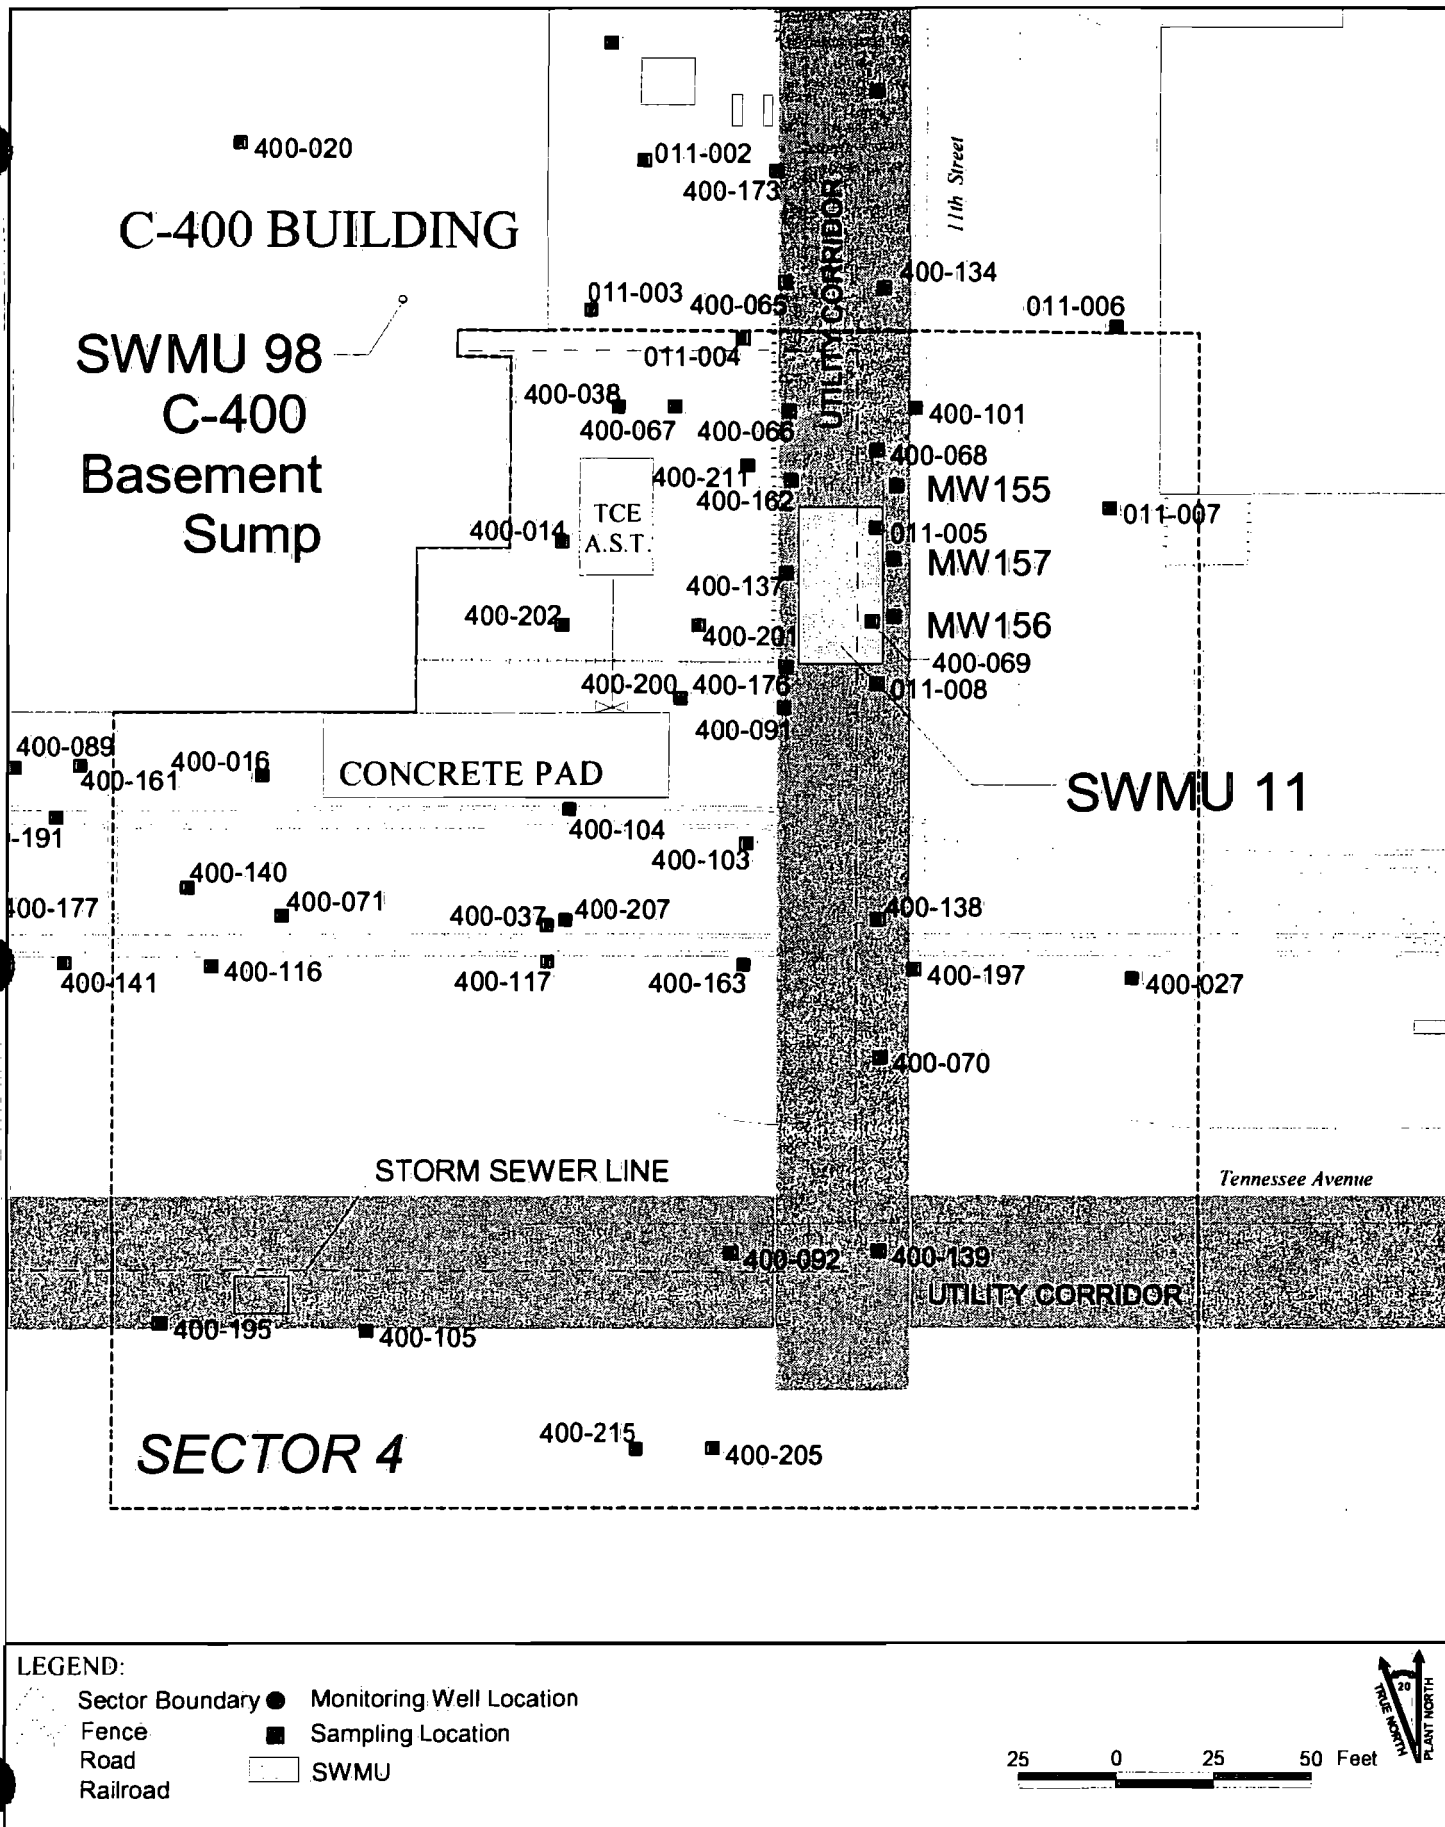 400-020
011-002
400-173
C-400 BUILDING
UTILITY CORRIDOR
11th Street
400-134
011-003
400-065
011-006
011-004
SWMU 98
C-400
Basement
Sump
400-038
400-067
400-066
400-101
400-068
400-211
400-162
MW155
011-007
TCE
A.S.T.
400-014
011-005
MW157
400-137
400-202
400-201
MW156
400-069
400-200
400-176
011-008
400-091
400-089
400-161
400-016
CONCRETE PAD
SWMU 11
-191
400-104
400-103
400-140
400-071
400-177
400-037
400-207
400-138
400-141
400-116
400-117
400-163
400-197
400-027
400-070
STORM SEWER LINE
Tennessee Avenue
400-092
400-139
UTILITY CORRIDOR
400-195
400-105
SECTOR 4
400-215
400-205
LEGEND:
Sector Boundary
Monitoring Well Location
Fence
Sampling Location
Road
SWMU
Railroad
25 0 25 50 Feet
20
TRUE NORTH
PLANT NORTH